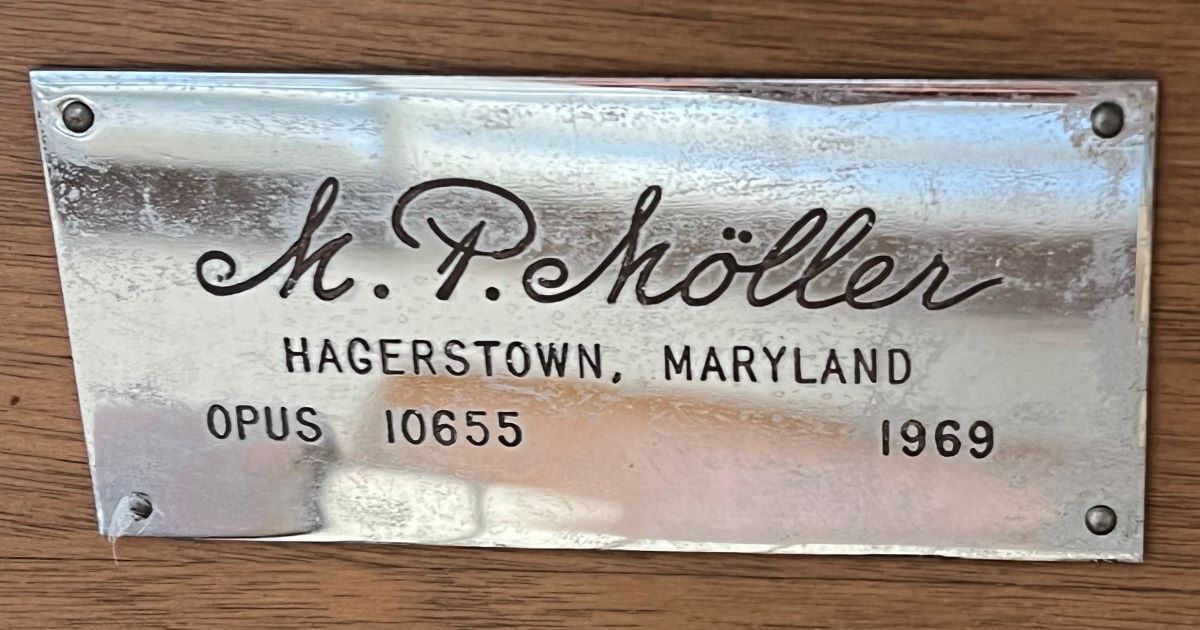 M. P. Möller
HAGERSTOWN, MARYLAND
OPUS 10655 1969